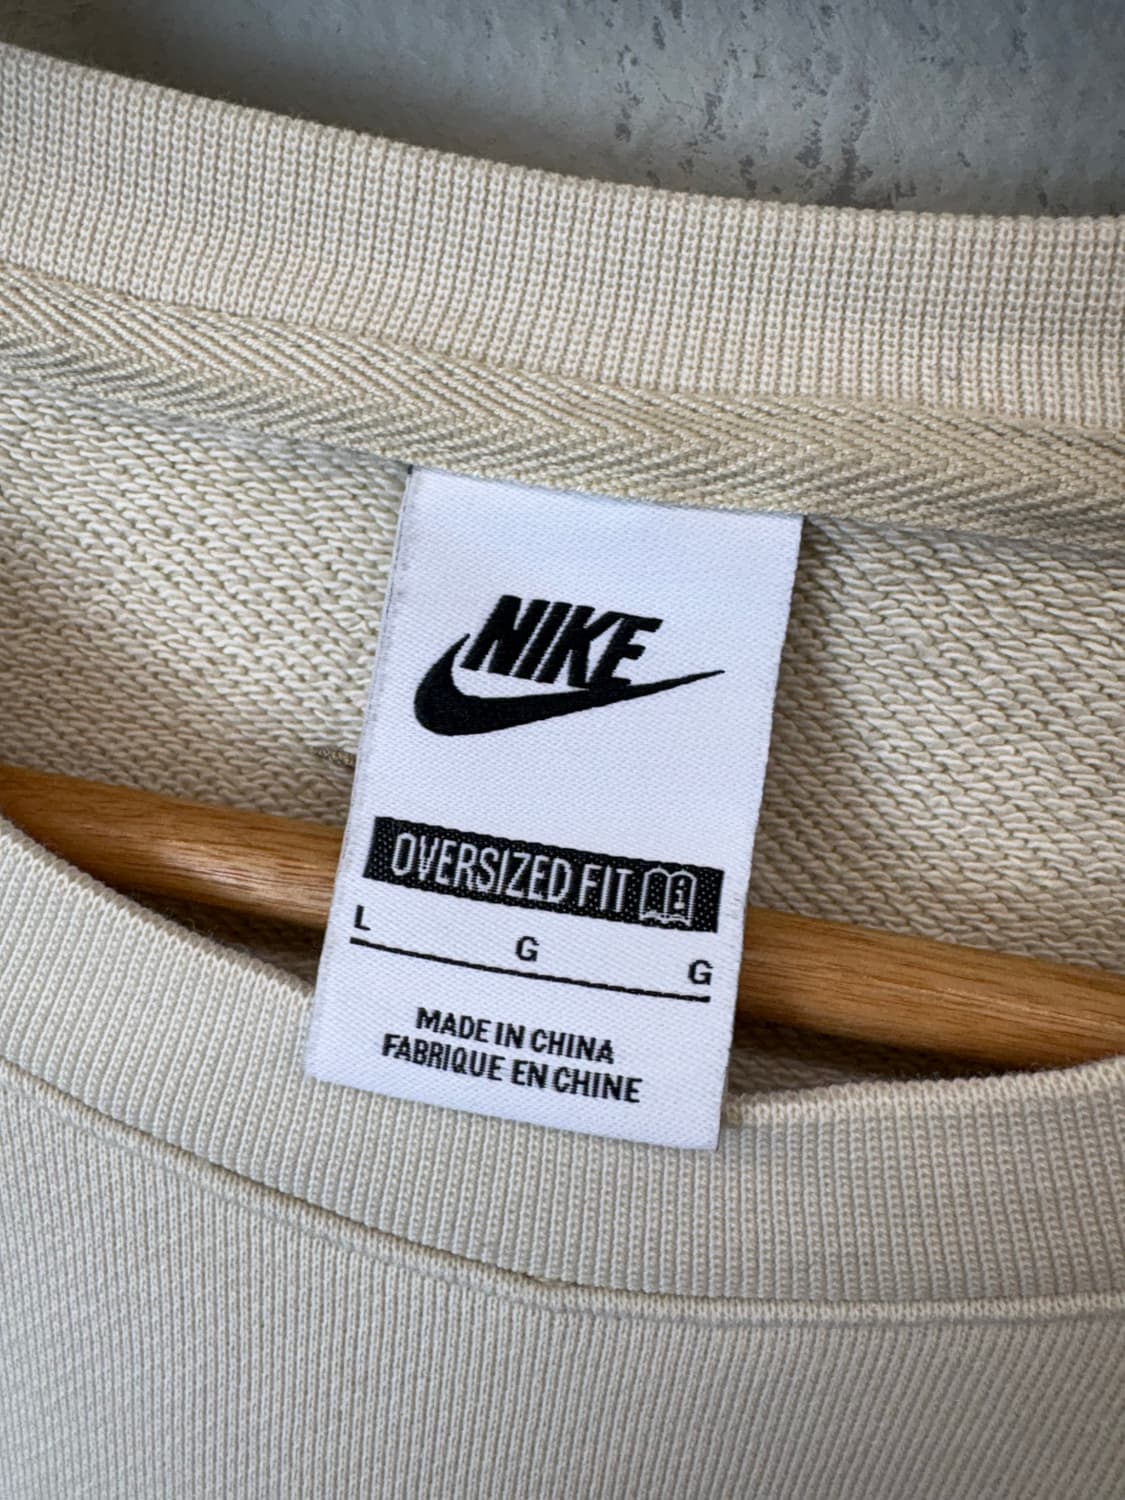 NIKE
OVERSIZED FIT i
L G G
MADE IN CHINA
FABRIQUE EN CHINE